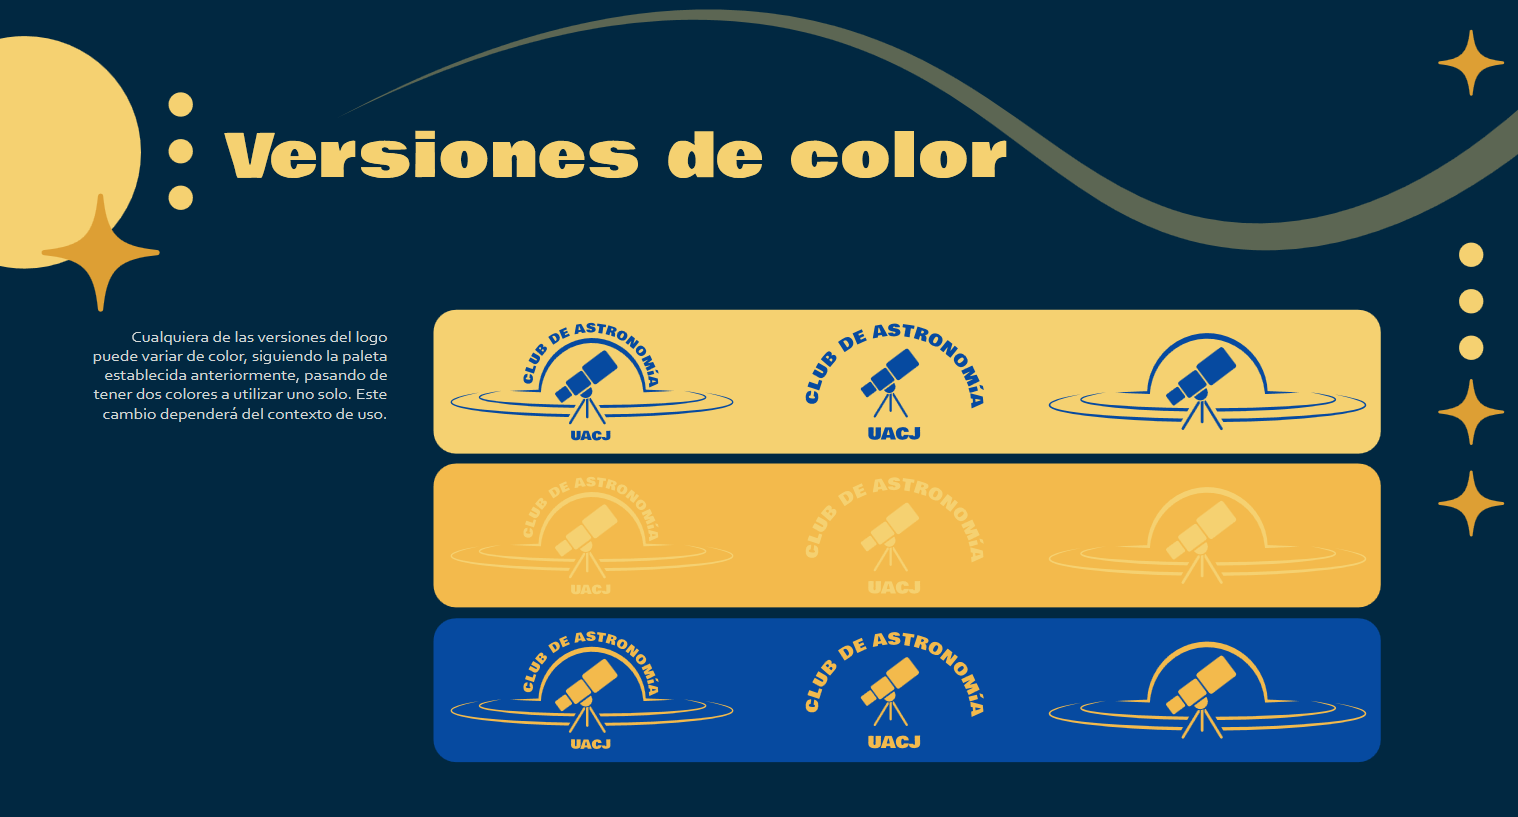 Versiones de color
Cualquiera de las versiones del logo
puede variar de color, siguiendo la paleta
establecida anteriormente, pasando de
tener dos colores a utilizar uno solo. Este
cambio dependerá del contexto de uso.
CLUB DE ASTRONOMíA
UACJ
CLUB DE ASTRONOMíA
UACJ
CLUB DE ASTRONOMíA
UACJ
CLUB DE ASTRONOMíA
UACJ
CLUB DE ASTRONOMíA
UACJ
CLUB DE ASTRONOMíA
UACJ